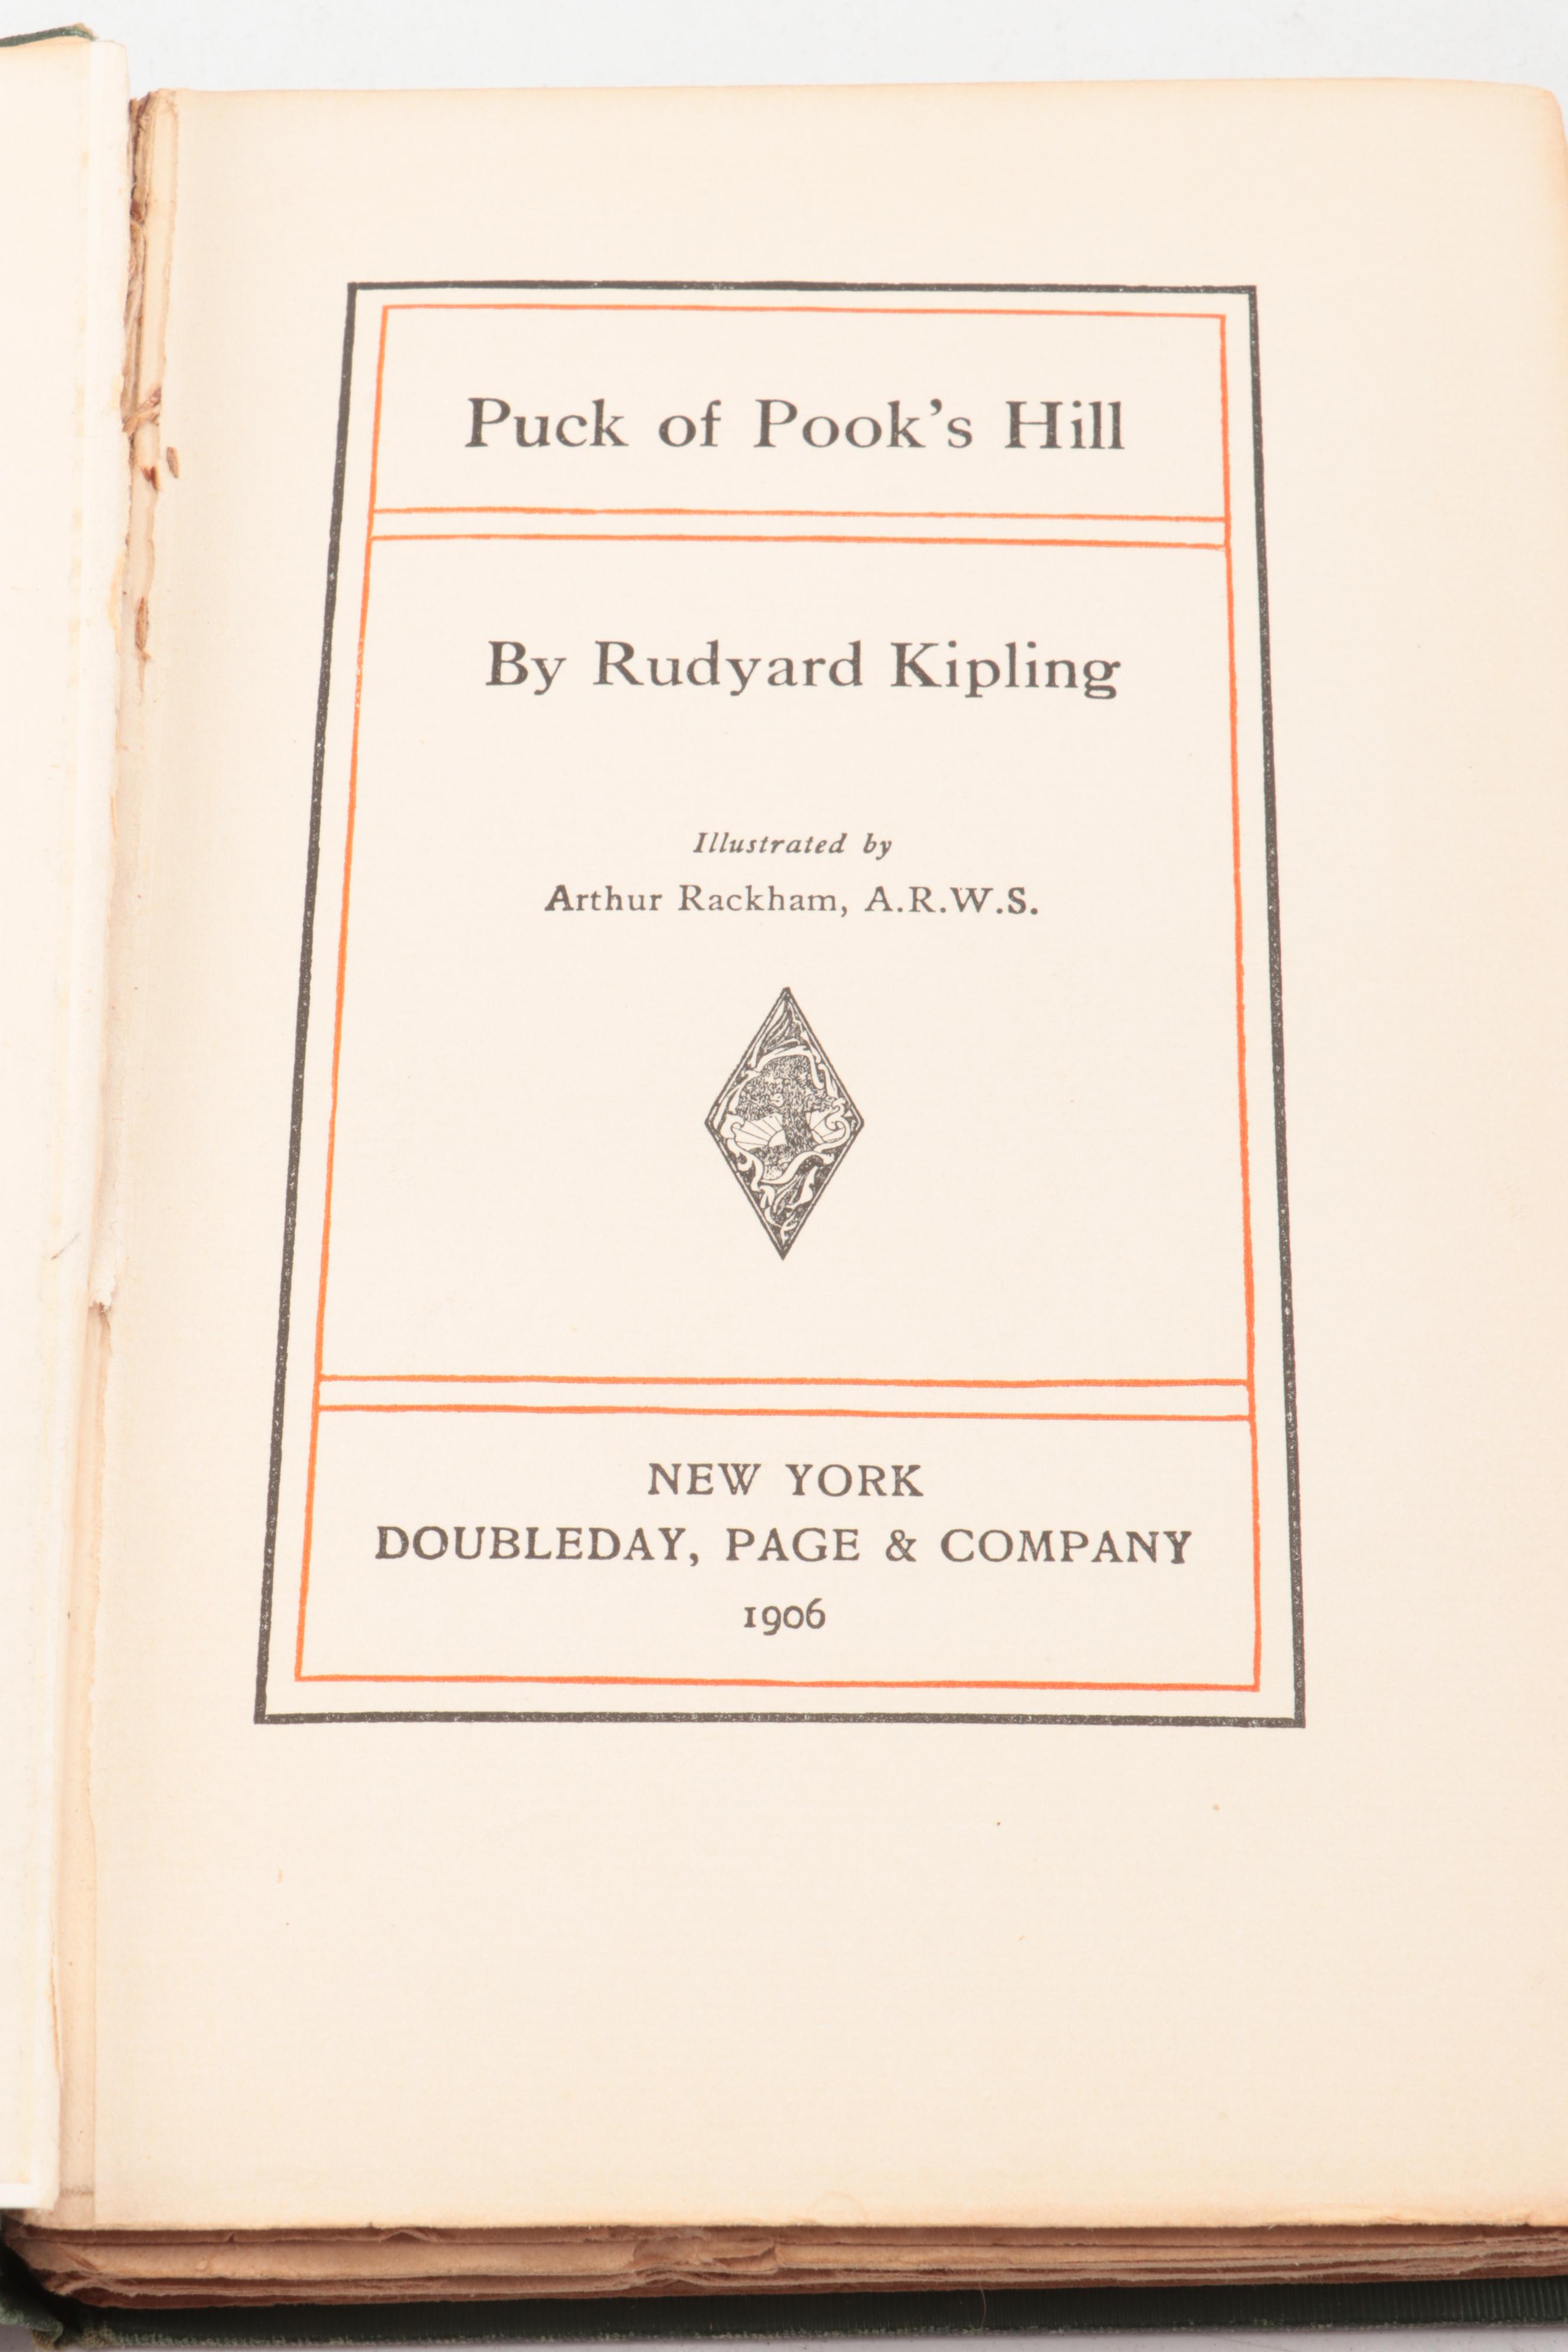 Puck of Pook's Hill
By Rudyard Kipling
Illustrated by
Arthur Rackham, A.R.W.S.
NEW YORK
DOUBLEDAY, PAGE & COMPANY
1906